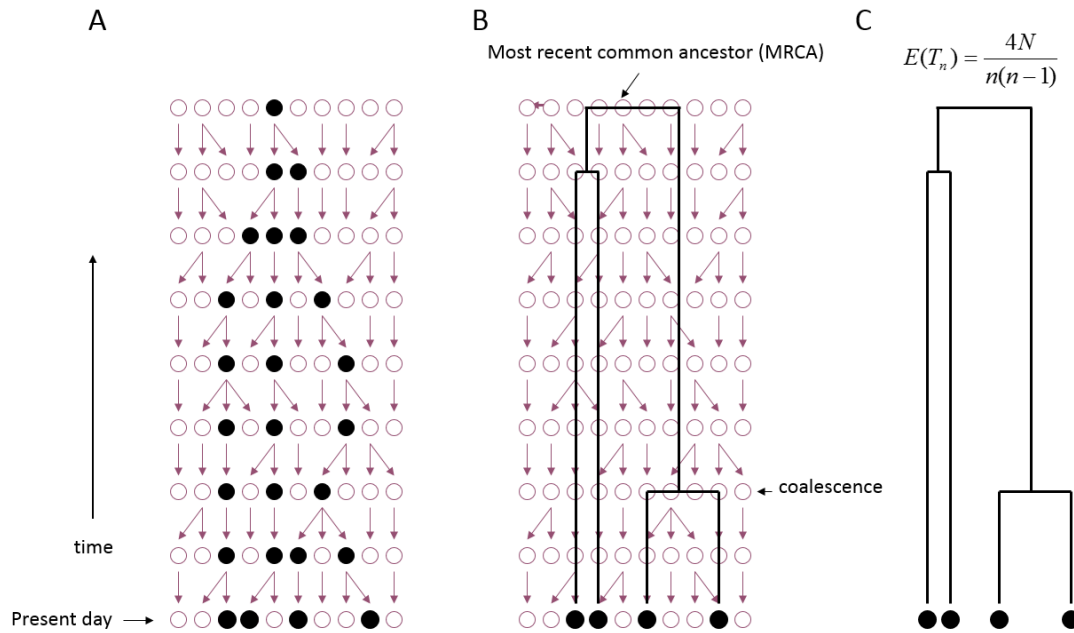 A
B
C
Most recent common ancestor (MRCA)
E(T_n) = 4N / n(n−1)
coalescence
time
Present day